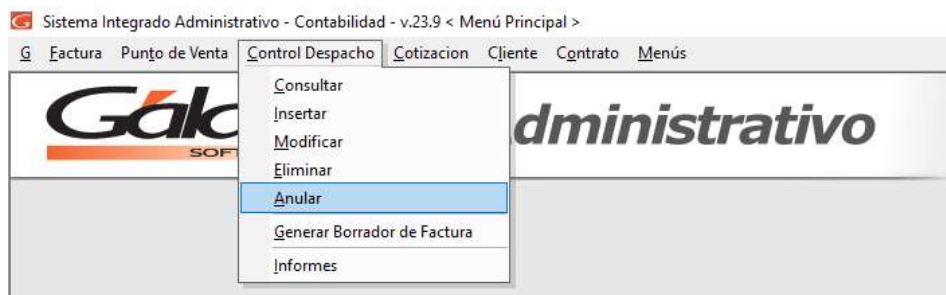 G Sistema Integrado Administrativo - Contabilidad - v.23.9 < Menú Principal >
G Factura Punto de Venta Control Despacho Cotizacion Cliente Contrato Menús
Consultar
Insertar
Modificar
Eliminar
Anular
Generar Borrador de Factura
Informes